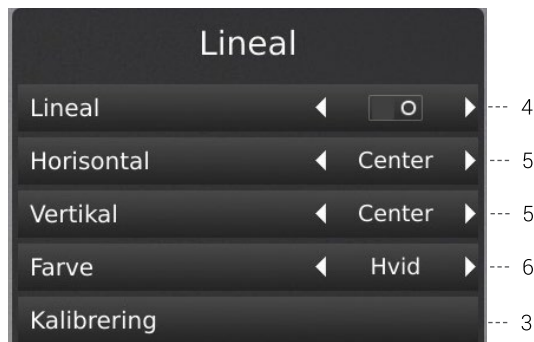 Lineal
Lineal O --- 4
Horisontal Center --- 5
Vertikal Center --- 5
Farve Hvid --- 6
Kalibrering --- 3